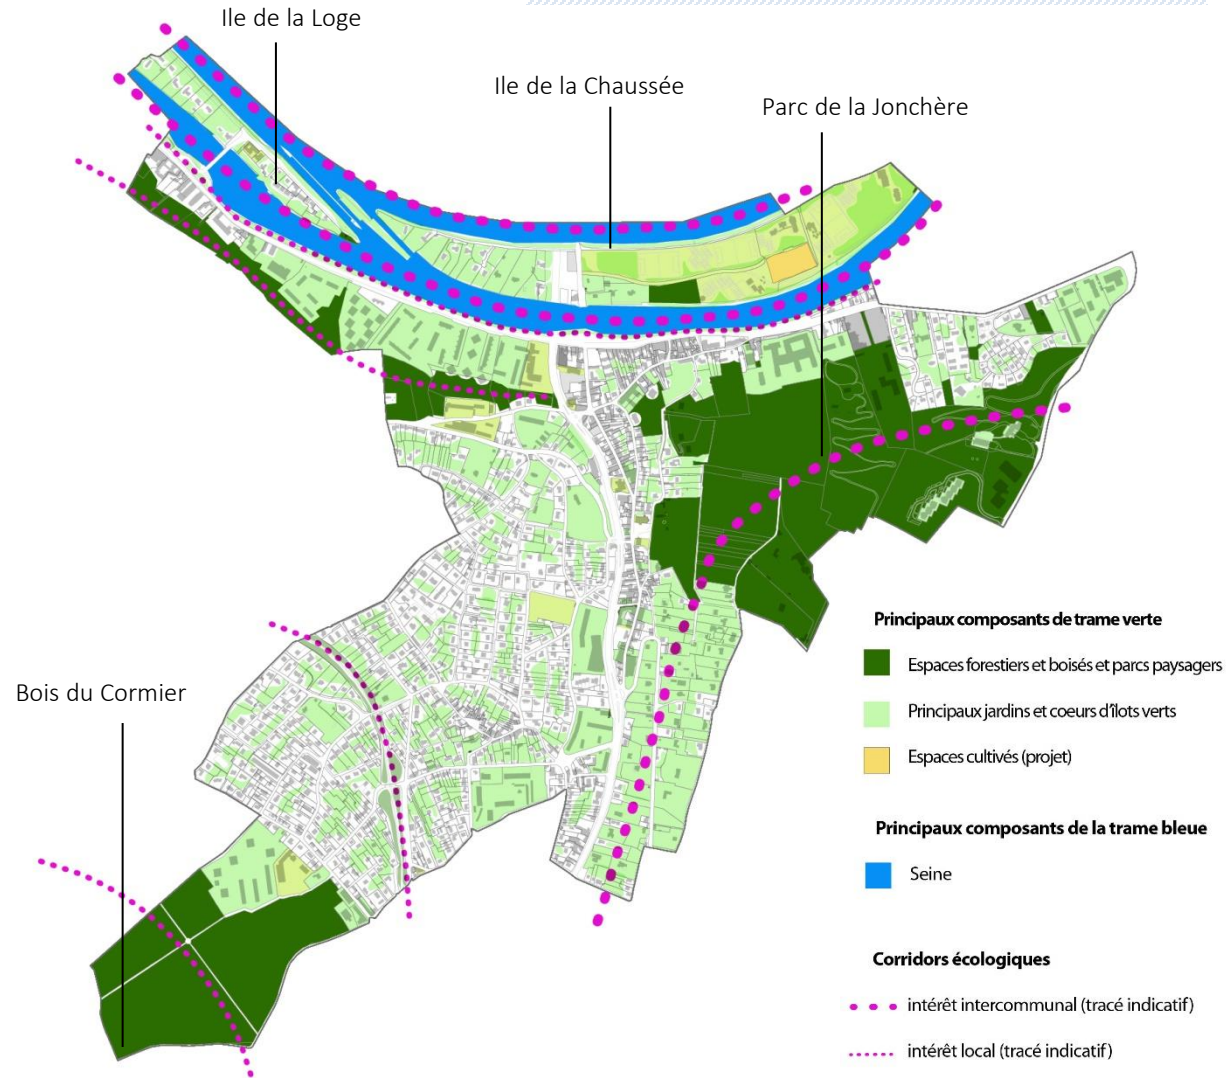 Ile de la Loge
Ile de la Chaussée
Parc de la Jonchère
Bois du Cormier
Principaux composants de trame verte
Espaces forestiers et boisés et parcs paysagers
Principaux jardins et coeurs d'îlots verts
Espaces cultivés (projet)
Principaux composants de la trame bleue
Seine
Corridors écologiques
intérêt intercommunal (tracé indicatif)
intérêt local (tracé indicatif)